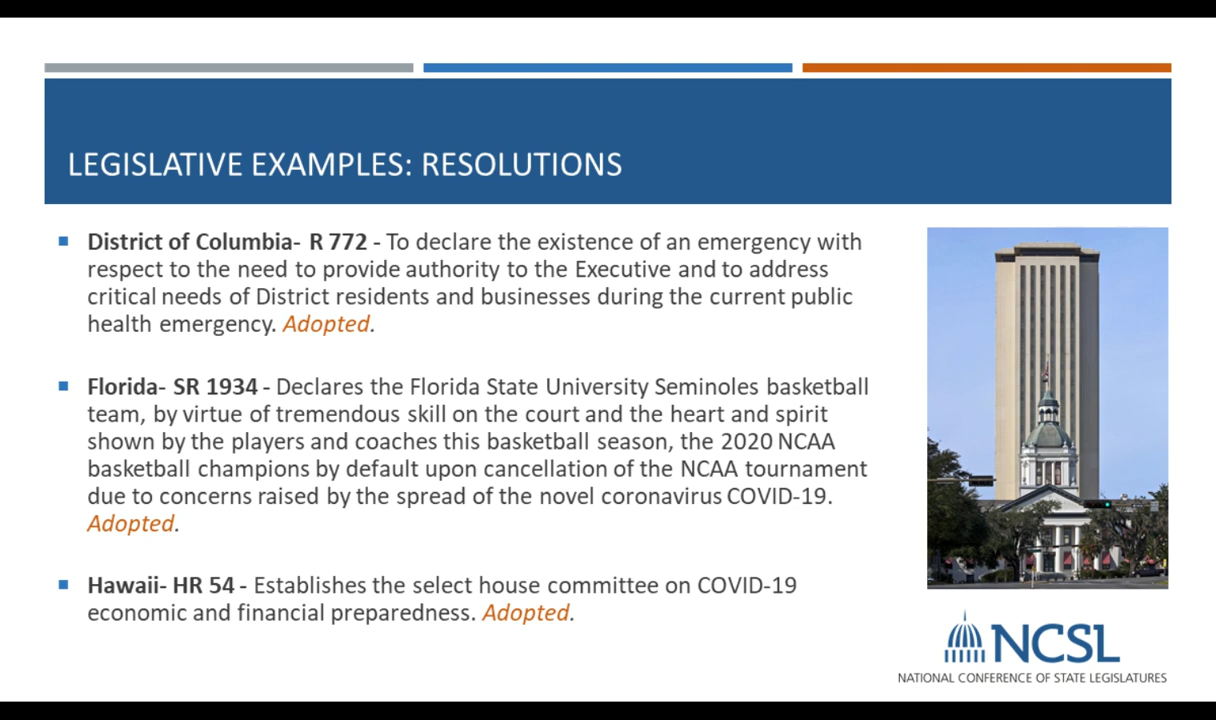 LEGISLATIVE EXAMPLES: RESOLUTIONS
District of Columbia- R 772 - To declare the existence of an emergency with
respect to the need to provide authority to the Executive and to address
critical needs of District residents and businesses during the current public
health emergency. Adopted.
Florida- SR 1934 - Declares the Florida State University Seminoles basketball
team, by virtue of tremendous skill on the court and the heart and spirit
shown by the players and coaches this basketball season, the 2020 NCAA
basketball champions by default upon cancellation of the NCAA tournament
due to concerns raised by the spread of the novel coronavirus COVID-19.
Adopted.
Hawaii- HR 54 - Establishes the select house committee on COVID-19
economic and financial preparedness. Adopted.
NCSL
NATIONAL CONFERENCE OF STATE LEGISLATURES